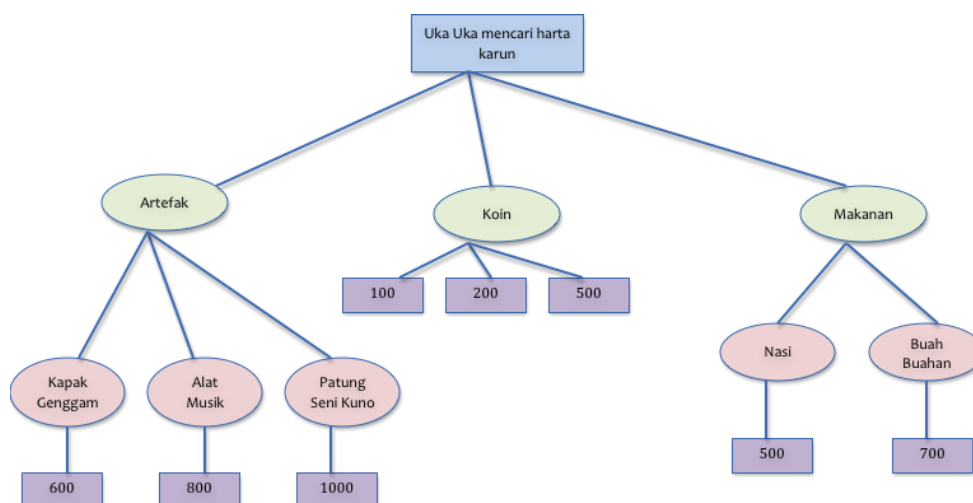 Uka Uka mencari harta
karun
Artefak
Koin
Makanan
100
200
500
Nasi
Buah
Buahan
Kapak
Genggam
Alat
Musik
Patung
Seni Kuno
500
700
600
800
1000